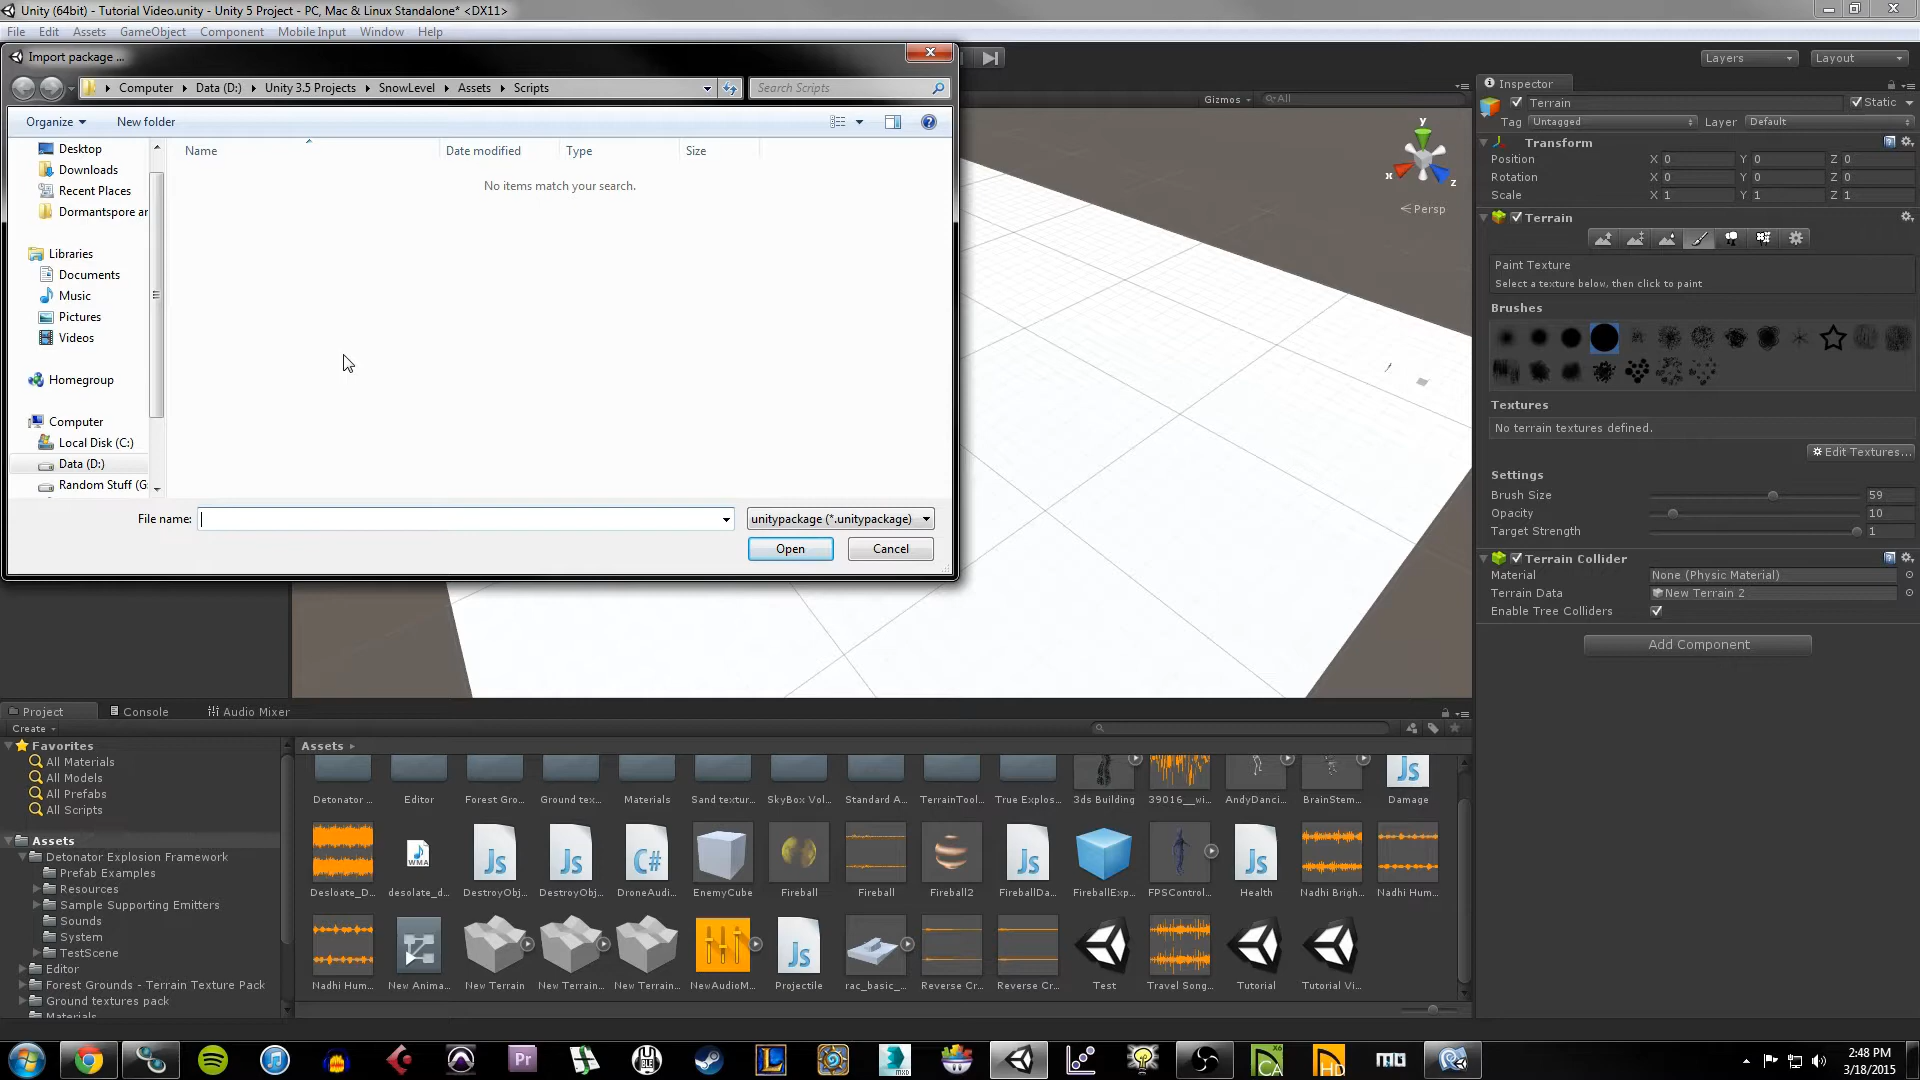 Unity (64bit) - Tutorial Video.unity - Unity 5 Project - PC, Mac & Linux Standalone* <DX11>
File Edit Assets GameObject Component Mobile Input Window Help
Import package ...
Layers Layout
Computer Data (D:) Unity 3.5 Projects SnowLevel Assets Scripts Search Scripts
Organize New folder
Name Date modified Type Size
No items match your search.
Desktop
Downloads
Recent Places
Dormantspore ar
Libraries
Documents
Music
Pictures
Videos
Homegroup
Computer
Local Disk (C:)
Data (D:)
Random Stuff (G:
File name: unitypackage (*.unitypackage)
Open Cancel
Gizmos All
y
x
z
Persp
Inspector
Terrain Static
Tag Untagged Layer Default
Transform
Position X 0 Y 0 Z 0
Rotation X 0 Y 0 Z 0
Scale X 1 Y 1 Z 1
Terrain
Paint Texture
Select a texture below, then click to paint
Brushes
Textures
No terrain textures defined.
Edit Textures...
Settings
Brush Size 59
Opacity 10
Target Strength 1
Terrain Collider
Material None (Physic Material)
Terrain Data New Terrain 2
Enable Tree Colliders
Add Component
Project Console Audio Mixer
Create
Favorites
All Materials
All Models
All Prefabs
All Scripts
Assets
Detonator Explosion Framework
Prefab Examples
Resources
Sample Supporting Emitters
Sounds
System
TestScene
Editor
Forest Grounds - Terrain Texture Pack
Ground textures pack
Materials
Assets
Js
Detonator ... Editor Forest Gro... Ground tex... Materials Sand textur... SkyBox Vol... Standard A... TerrainTool... True Explos... 3ds Building 39016__wi... AndyDanci... BrainStem... Damage
WMA Js Js C# Js Js
Desloate_D... desolate_d... DestroyObj... DestroyObj... DroneAudi... EnemyCube Fireball Fireball Fireball2 FireballDa... FireballExp... FPSControl... Health Nadhi Brigh... Nadhi Hum...
Js
Nadhi Hum... New Anima... New Terrain New Terrain... New Terrain... NewAudioM... Projectile rac_basic_... Reverse Cr... Reverse Cr... Test Travel Song... Tutorial Tutorial Vi...
Pr
2:48 PM
3/18/2015